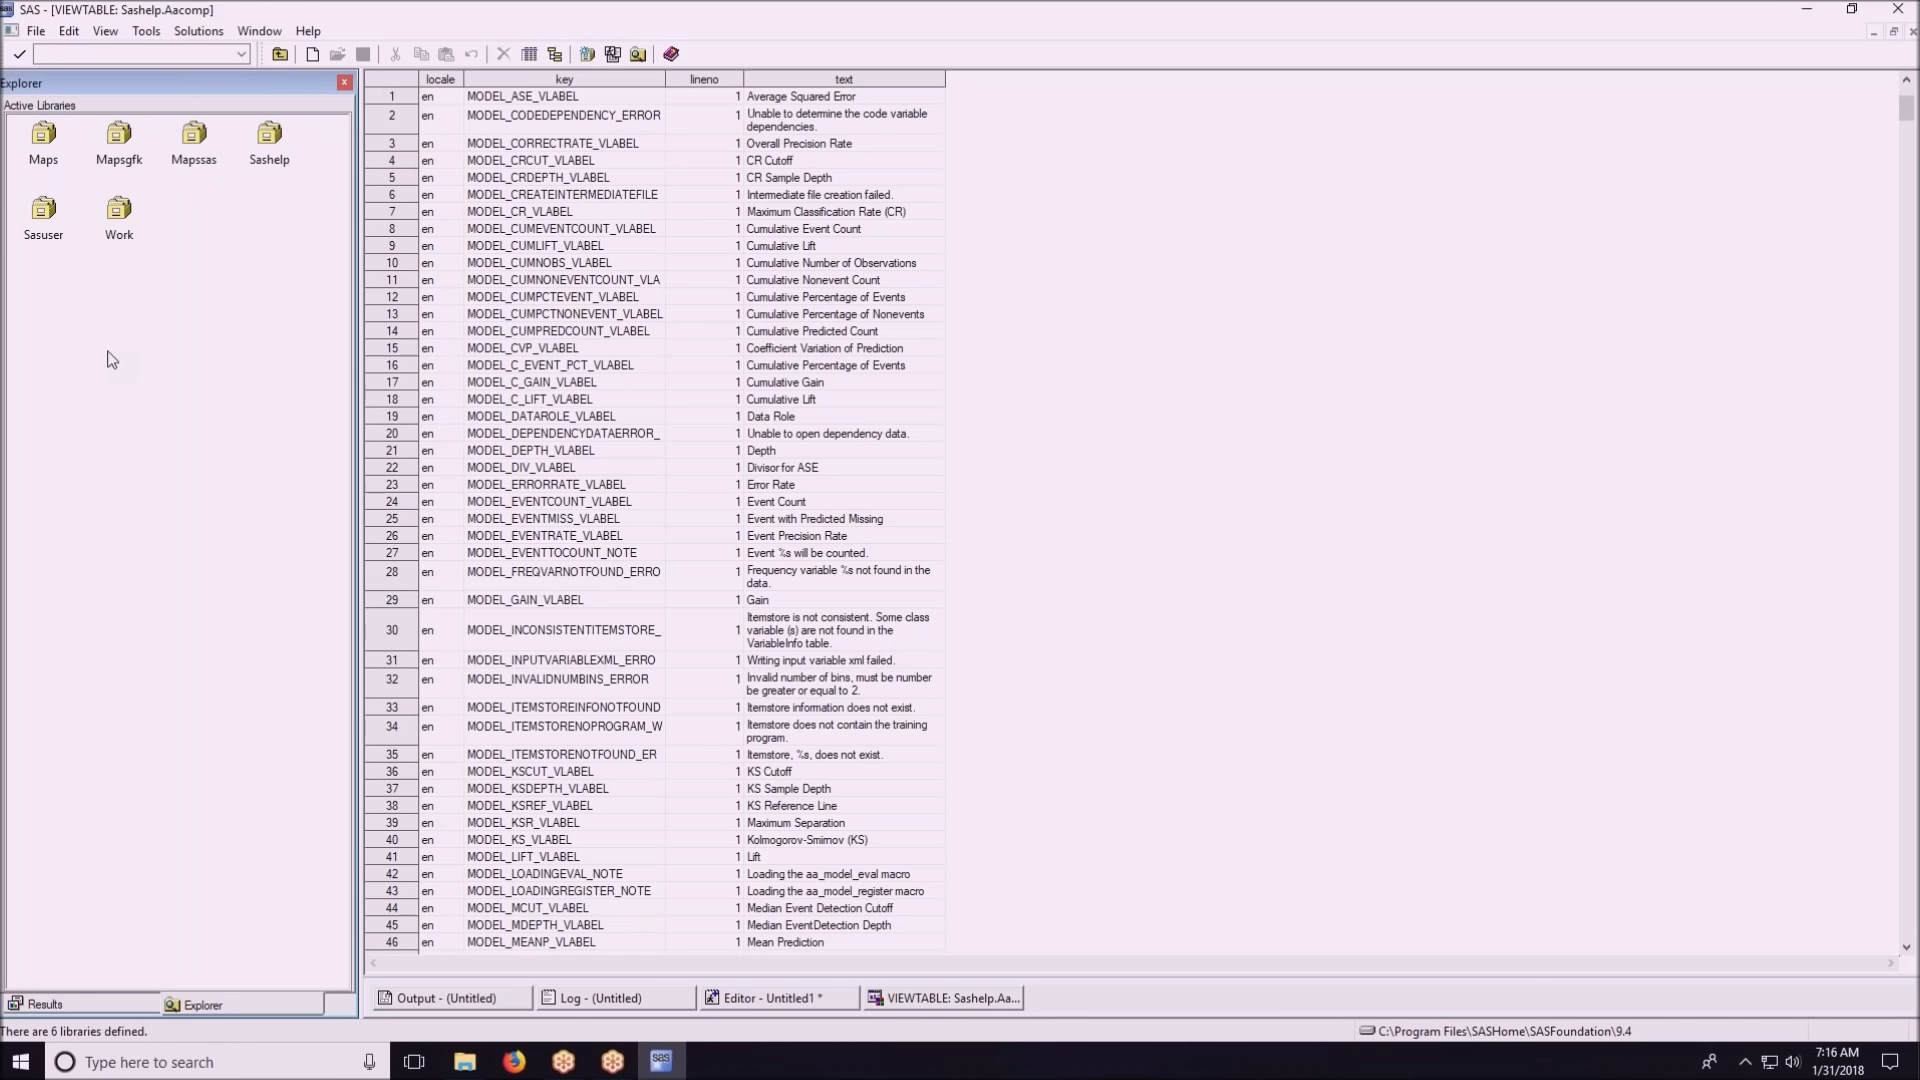 SAS - [VIEWTABLE: Sashelp.Aacomp]
File Edit View Tools Solutions Window Help
Explorer
Active Libraries
Maps Mapsgfk Mapssas Sashelp
Sasuser Work
locale key lineno text
1 en MODEL_ASE_VLABEL 1 Average Squared Error
2 en MODEL_CODEDEPENDENCY_ERROR 1 Unable to determine the code variable
dependencies.
3 en MODEL_CORRECTRATE_VLABEL 1 Overall Precision Rate
4 en MODEL_CRCUT_VLABEL 1 CR Cutoff
5 en MODEL_CRDEPTH_VLABEL 1 CR Sample Depth
6 en MODEL_CREATEINTERMEDIATEFILE 1 Intermediate file creation failed.
7 en MODEL_CR_VLABEL 1 Maximum Classification Rate (CR)
8 en MODEL_CUMEVENTCOUNT_VLABEL 1 Cumulative Event Count
9 en MODEL_CUMLIFT_VLABEL 1 Cumulative Lift
10 en MODEL_CUMNOBS_VLABEL 1 Cumulative Number of Observations
11 en MODEL_CUMNONEVENTCOUNT_VLA 1 Cumulative Nonevent Count
12 en MODEL_CUMPCTEVENT_VLABEL 1 Cumulative Percentage of Events
13 en MODEL_CUMPCTNONEVENT_VLABEL 1 Cumulative Percentage of Nonevents
14 en MODEL_CUMPREDCOUNT_VLABEL 1 Cumulative Predicted Count
15 en MODEL_CVP_VLABEL 1 Coefficient Variation of Prediction
16 en MODEL_C_EVENT_PCT_VLABEL 1 Cumulative Percentage of Events
17 en MODEL_C_GAIN_VLABEL 1 Cumulative Gain
18 en MODEL_C_LIFT_VLABEL 1 Cumulative Lift
19 en MODEL_DATAROLE_VLABEL 1 Data Role
20 en MODEL_DEPENDENCYDATAERROR_ 1 Unable to open dependency data.
21 en MODEL_DEPTH_VLABEL 1 Depth
22 en MODEL_DIV_VLABEL 1 Divisor for ASE
23 en MODEL_ERRORRATE_VLABEL 1 Error Rate
24 en MODEL_EVENTCOUNT_VLABEL 1 Event Count
25 en MODEL_EVENTMISS_VLABEL 1 Event with Predicted Missing
26 en MODEL_EVENTRATE_VLABEL 1 Event Precision Rate
27 en MODEL_EVENTTOCOUNT_NOTE 1 Event %s will be counted.
28 en MODEL_FREQVARNOTFOUND_ERRO 1 Frequency variable %s not found in the
data.
29 en MODEL_GAIN_VLABEL 1 Gain
30 en MODEL_INCONSISTENTITEMSTORE_ 1 Itemstore is not consistent. Some class
variable (s) are not found in the
VariableInfo table.
31 en MODEL_INPUTVARIABLEXML_ERRO 1 Writing input variable xml failed.
32 en MODEL_INVALIDNUMBINS_ERROR 1 Invalid number of bins, must be number
be greater or equal to 2.
33 en MODEL_ITEMSTOREINFONOTFOUND 1 Itemstore information does not exist.
34 en MODEL_ITEMSTORENOPROGRAM_W 1 Itemstore does not contain the training
program.
35 en MODEL_ITEMSTORENOTFOUND_ER 1 Itemstore, %s, does not exist.
36 en MODEL_KSCUT_VLABEL 1 KS Cutoff
37 en MODEL_KSDEPTH_VLABEL 1 KS Sample Depth
38 en MODEL_KSREF_VLABEL 1 KS Reference Line
39 en MODEL_KSR_VLABEL 1 Maximum Separation
40 en MODEL_KS_VLABEL 1 Kolmogorov-Smirnov (KS)
41 en MODEL_LIFT_VLABEL 1 Lift
42 en MODEL_LOADINGEVAL_NOTE 1 Loading the aa_model_eval macro
43 en MODEL_LOADINGREGISTER_NOTE 1 Loading the aa_model_register macro
44 en MODEL_MCUT_VLABEL 1 Median Event Detection Cutoff
45 en MODEL_MDEPTH_VLABEL 1 Median EventDetection Depth
46 en MODEL_MEANP_VLABEL 1 Mean Prediction
Results Explorer
Output - (Untitled) Log - (Untitled) Editor - Untitled1 * VIEWTABLE: Sashelp.Aa...
There are 6 libraries defined. C:\Program Files\SASHome\SASFoundation\9.4
Type here to search
sas
7:16 AM
1/31/2018